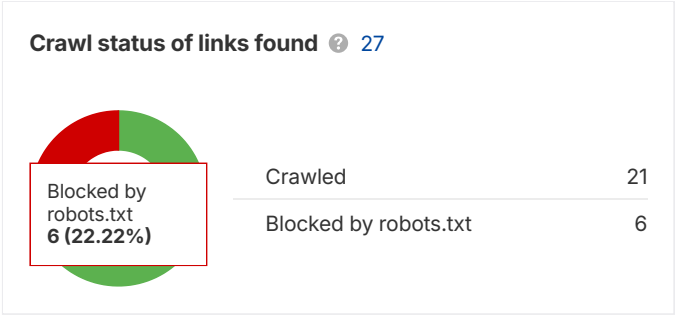 Crawl status of links found ? 27
Blocked by
robots.txt
6 (22.22%)
Crawled 21
Blocked by robots.txt 6